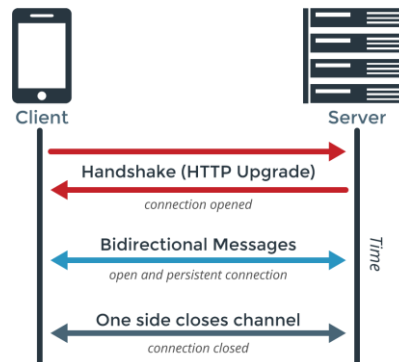 Client
Server
Handshake (HTTP Upgrade)
connection opened
Bidirectional Messages
open and persistent connection
Time
One side closes channel
connection closed